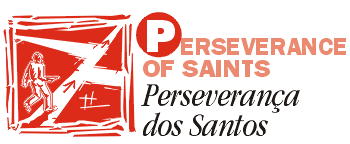 PERSEVERANCE
OF SAINTS
Perseverança
dos Santos